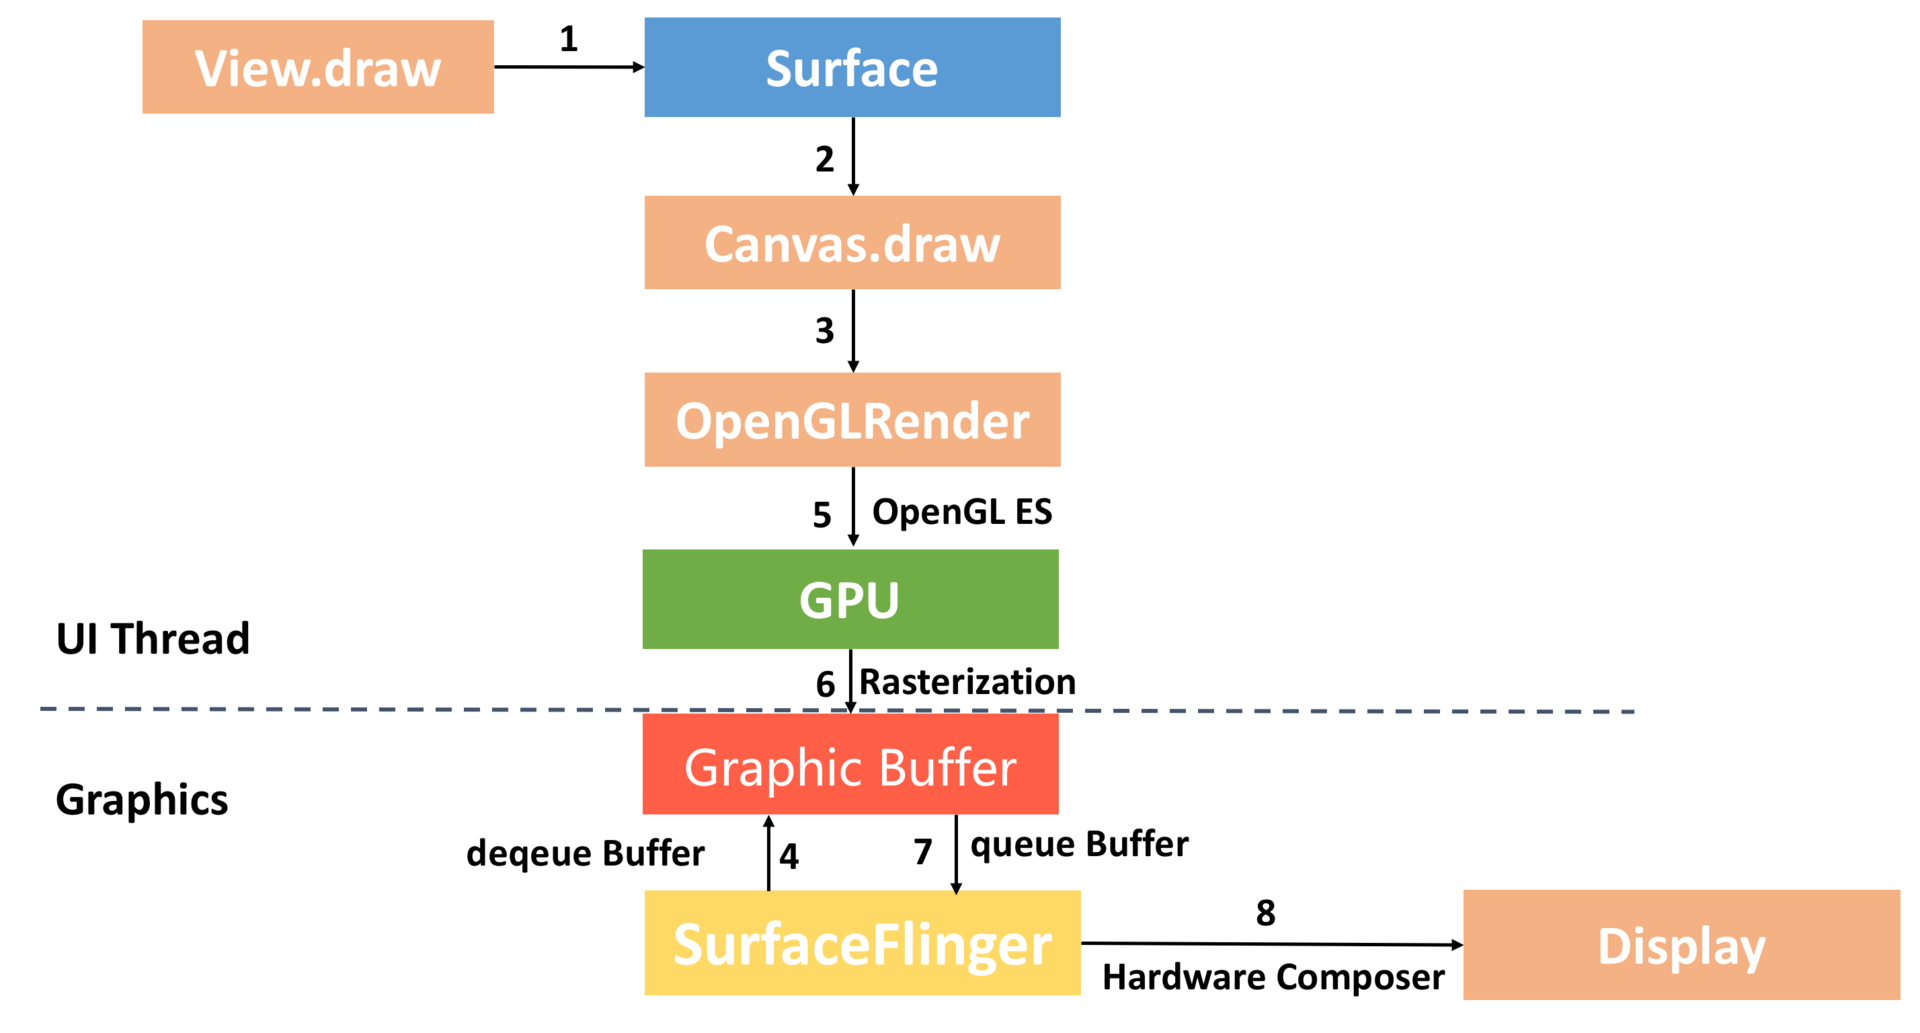 View.draw
1
Surface
2
Canvas.draw
3
OpenGLRender
5
OpenGL ES
GPU
UI Thread
6
Rasterization
Graphic Buffer
Graphics
deqeue Buffer
4
7
queue Buffer
SurfaceFlinger
8
Hardware Composer
Display